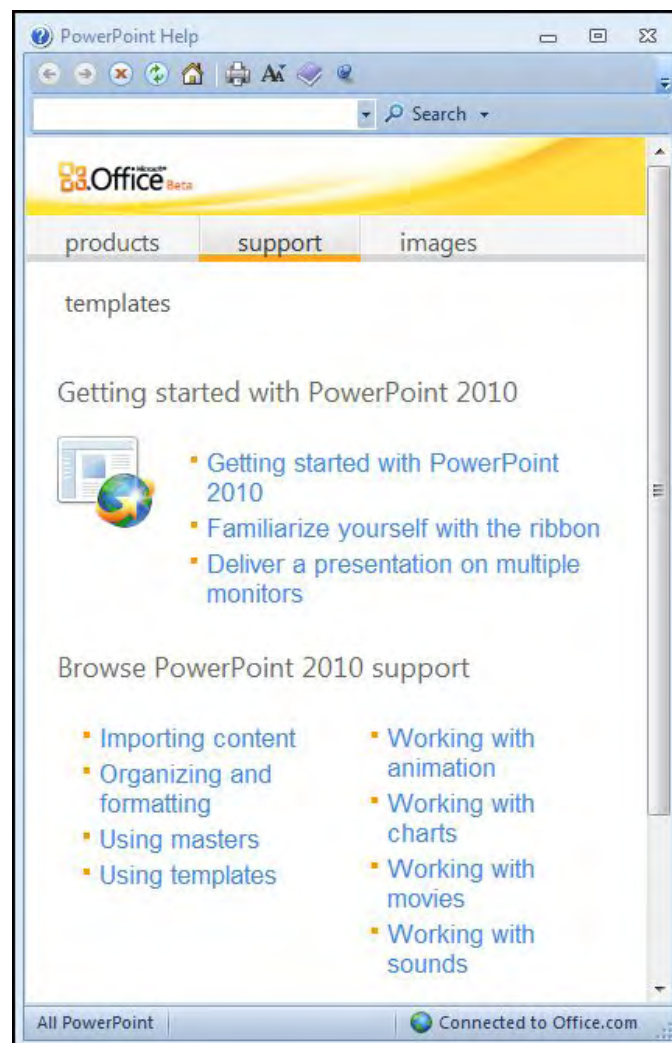 PowerPoint Help
Search
Microsoft®
Office Beta
products support images
templates
Getting started with PowerPoint 2010
Getting started with PowerPoint
2010
Familiarize yourself with the ribbon
Deliver a presentation on multiple
monitors
Browse PowerPoint 2010 support
Importing content
Organizing and
formatting
Using masters
Using templates
Working with
animation
Working with
charts
Working with
movies
Working with
sounds
All PowerPoint Connected to Office.com